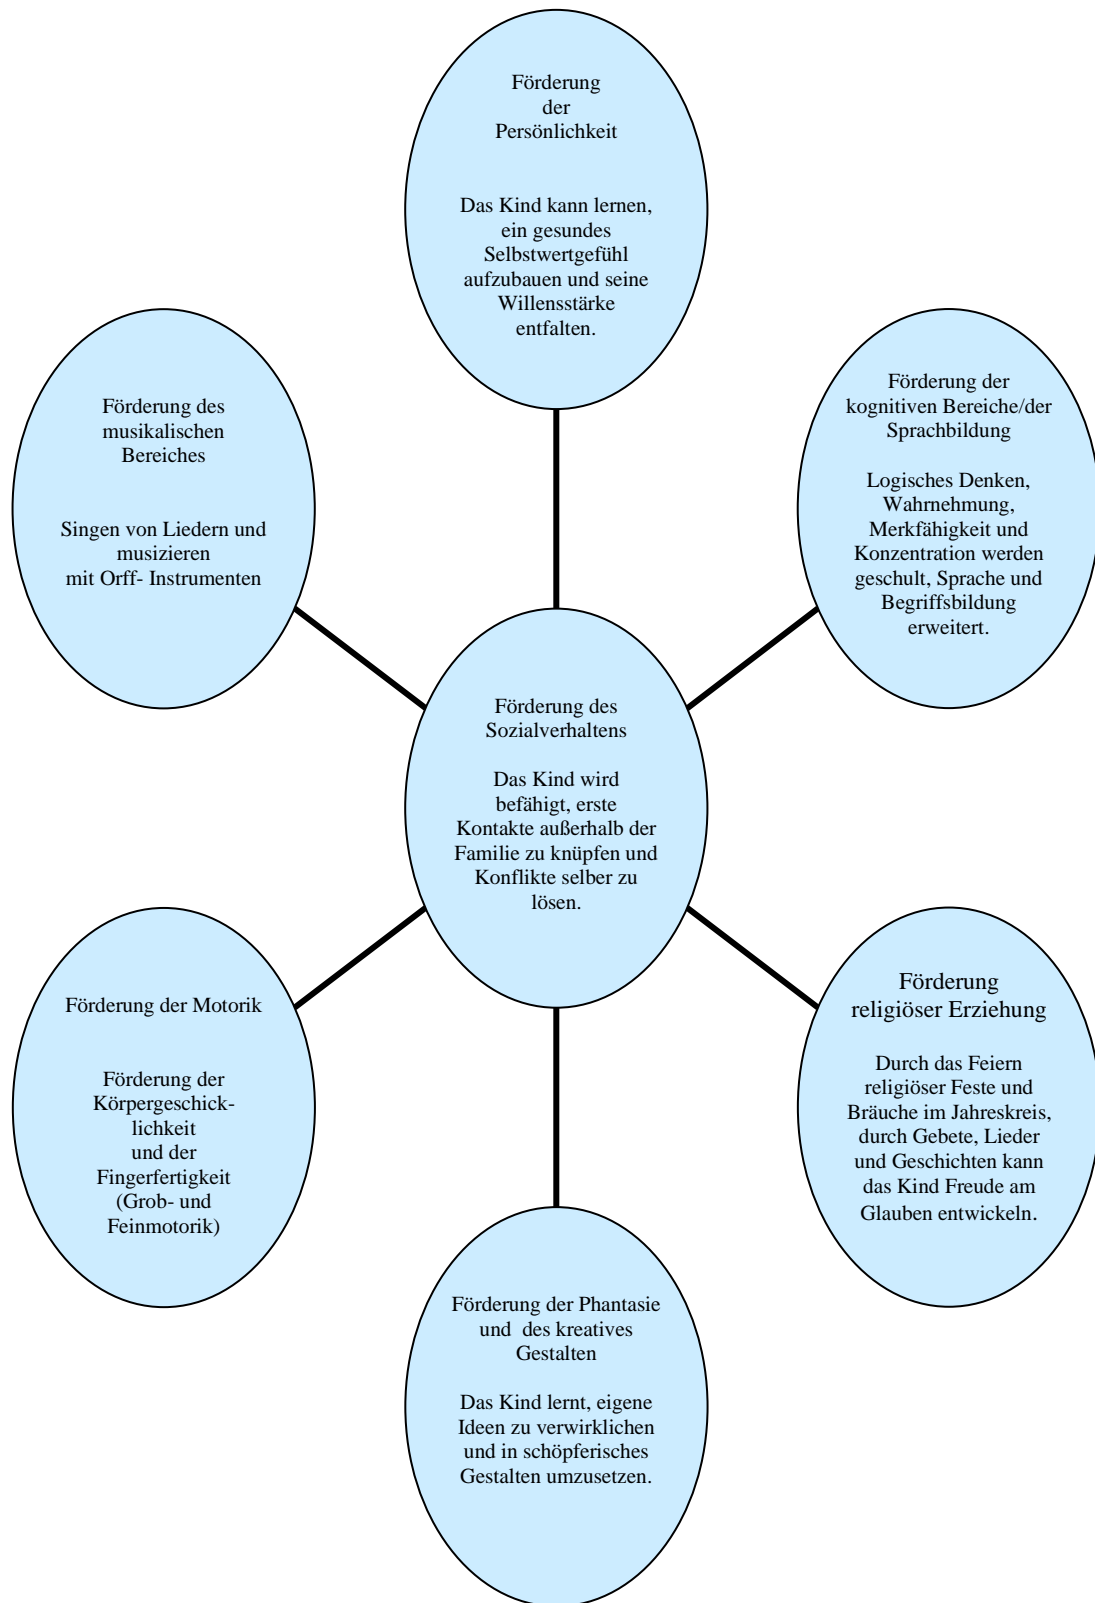 Förderung
der
Persönlichkeit
Das Kind kann lernen,
ein gesundes
Selbstwertgefühl
aufzubauen und seine
Willensstärke
entfalten.
Förderung des
musikalischen
Bereiches
Singen von Liedern und
musizieren
mit Orff- Instrumenten
Förderung der
kognitiven Bereiche/der
Sprachbildung
Logisches Denken,
Wahrnehmung,
Merkfähigkeit und
Konzentration werden
geschult, Sprache und
Begriffsbildung
erweitert.
Förderung des
Sozialverhaltens
Das Kind wird
befähigt, erste
Kontakte außerhalb der
Familie zu knüpfen und
Konflikte selber zu
lösen.
Förderung der Motorik
Förderung der
Körpergeschick-
lichkeit
und der
Fingerfertigkeit
(Grob- und
Feinmotorik)
Förderung
religiöser Erziehung
Durch das Feiern
religiöser Feste und
Bräuche im Jahreskreis,
durch Gebete, Lieder
und Geschichten kann
das Kind Freude am
Glauben entwickeln.
Förderung der Phantasie
und  des kreatives
Gestalten
Das Kind lernt, eigene
Ideen zu verwirklichen
und in schöpferisches
Gestalten umzusetzen.